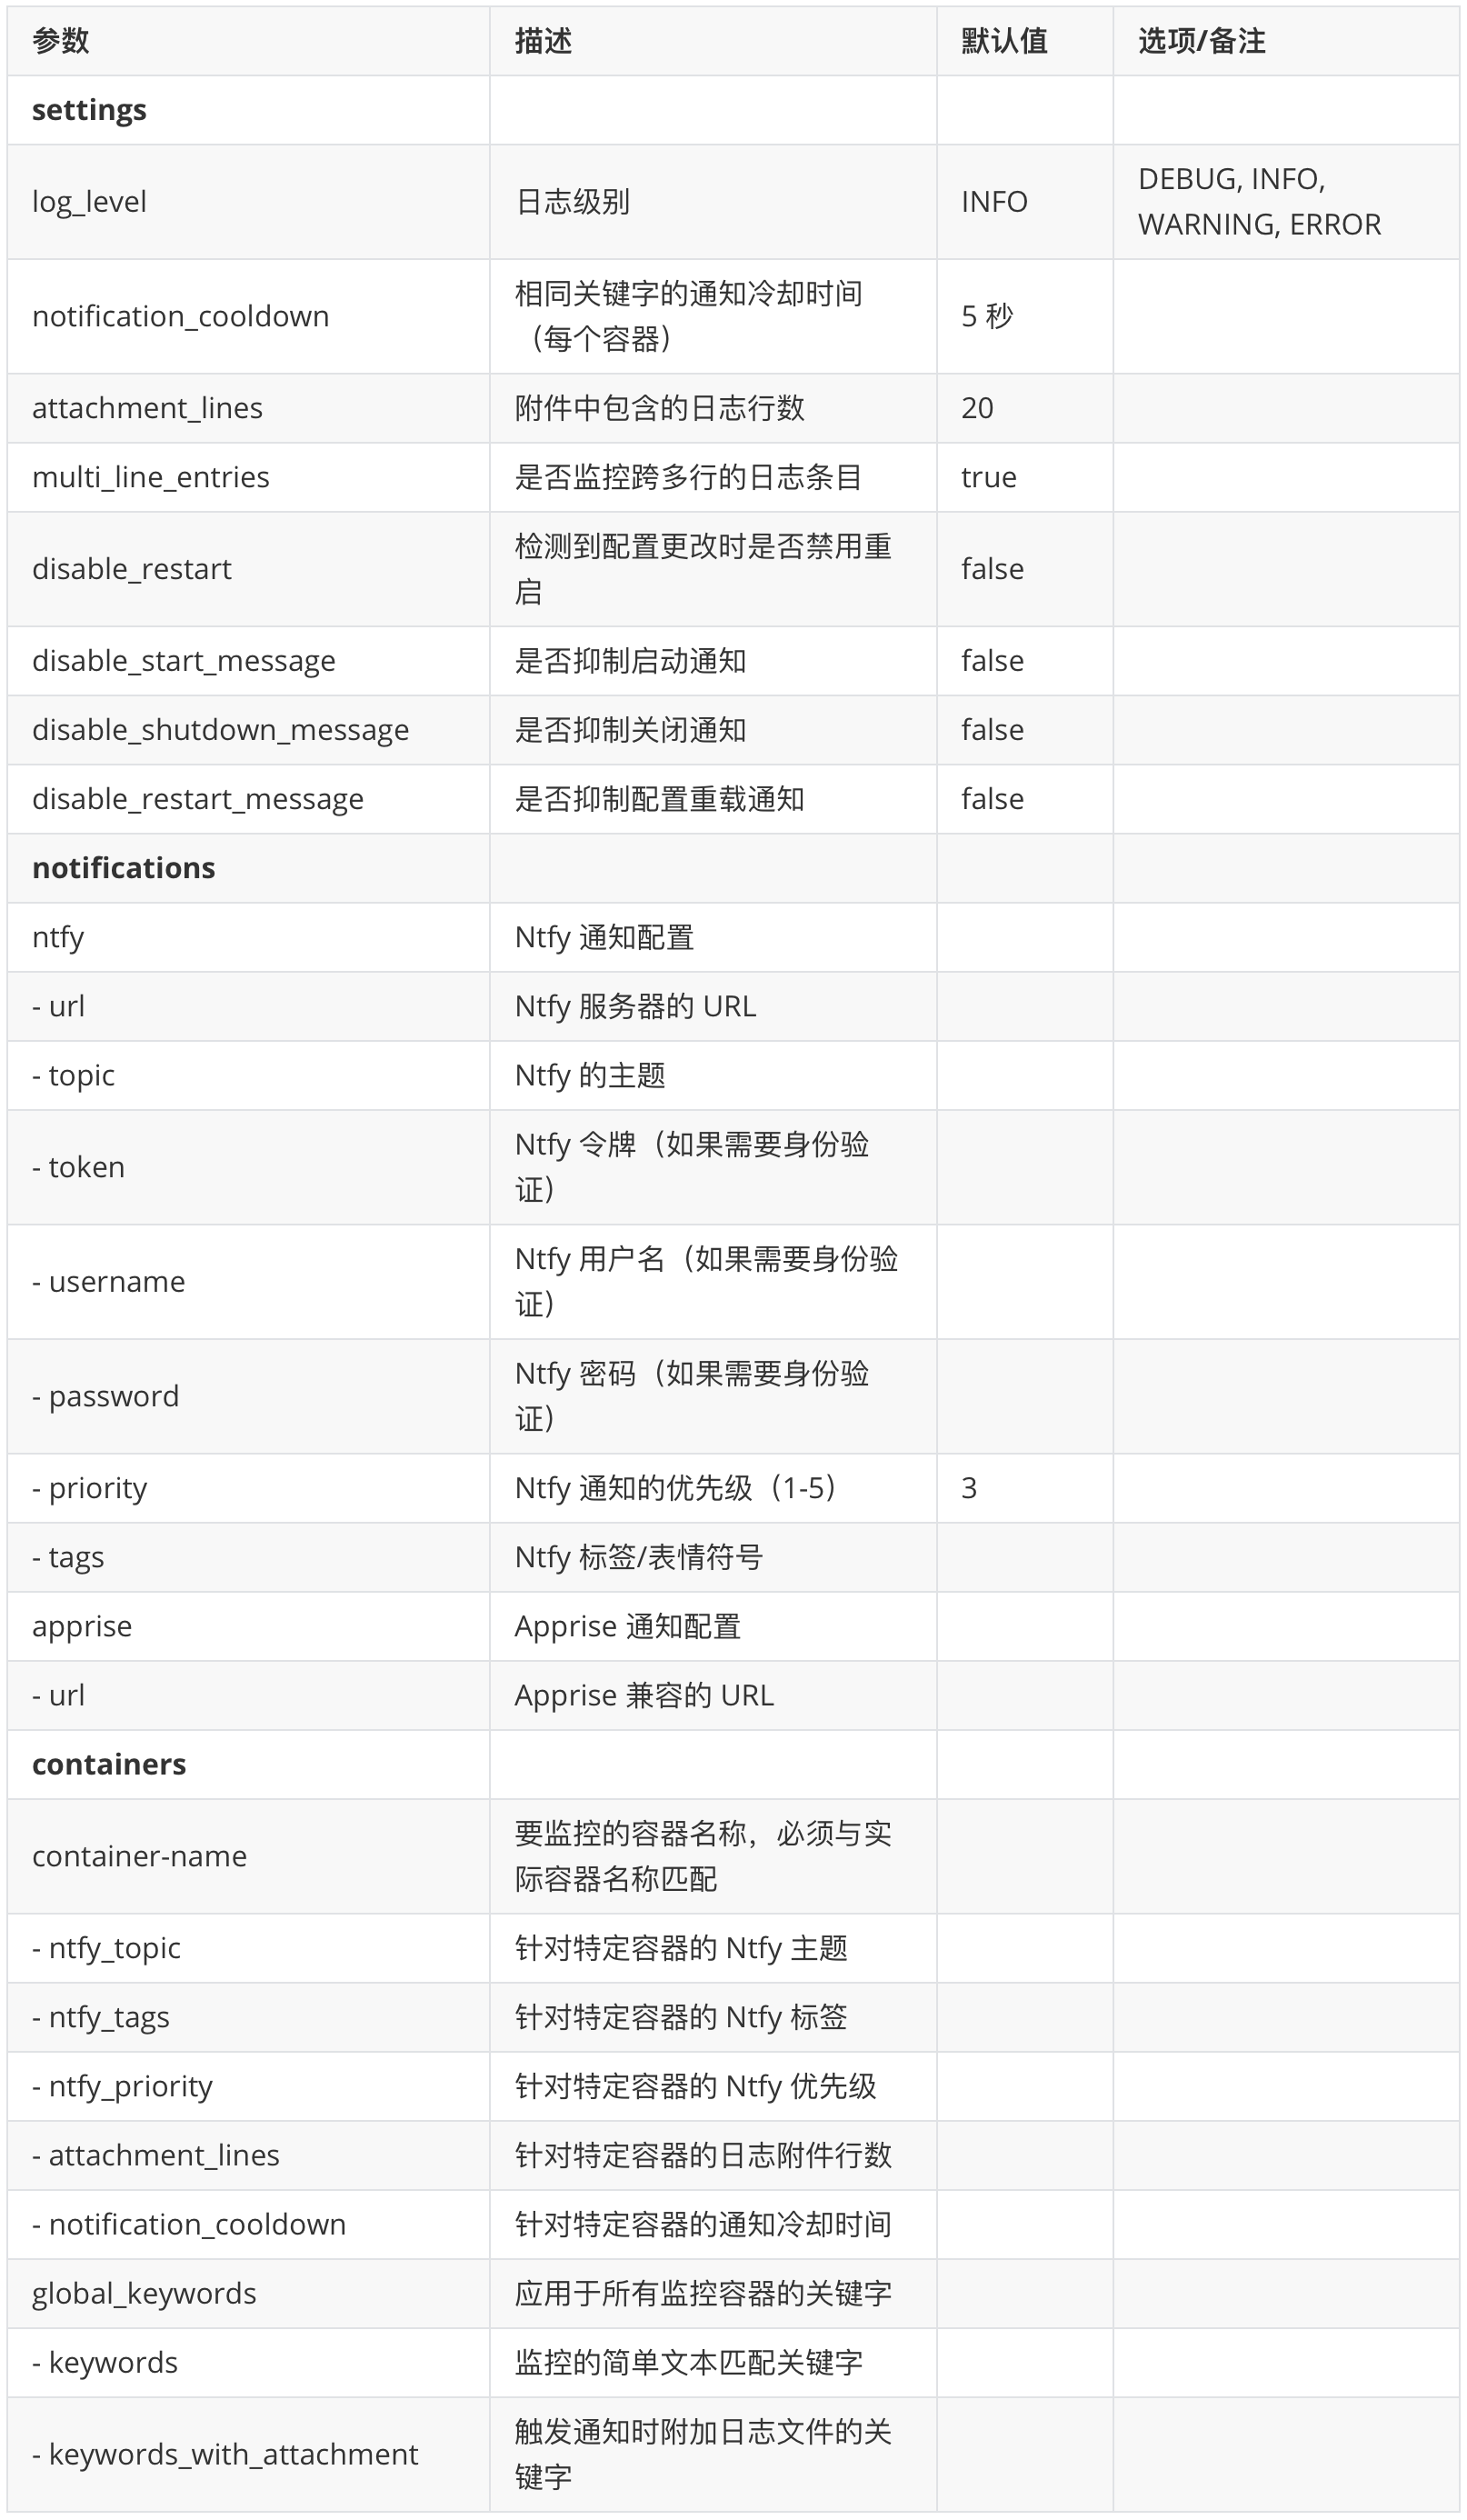 参数 描述 默认值 选项/备注
settings
log_level 日志级别 INFO DEBUG, INFO,
WARNING, ERROR
notification_cooldown 相同关键字的通知冷却时间 5 秒
（每个容器）
attachment_lines 附件中包含的日志行数 20
multi_line_entries 是否监控跨多行的日志条目 true
disable_restart 检测到配置更改时是否禁用重 false
启
disable_start_message 是否抑制启动通知 false
disable_shutdown_message 是否抑制关闭通知 false
disable_restart_message 是否抑制配置重载通知 false
notifications
ntfy Ntfy 通知配置
- url Ntfy 服务器的 URL
- topic Ntfy 的主题
- token Ntfy 令牌（如果需要身份验
证）
- username Ntfy 用户名（如果需要身份验
证）
- password Ntfy 密码（如果需要身份验
证）
- priority Ntfy 通知的优先级（1-5） 3
- tags Ntfy 标签/表情符号
apprise Apprise 通知配置
- url Apprise 兼容的 URL
containers
container-name 要监控的容器名称，必须与实
际容器名称匹配
- ntfy_topic 针对特定容器的 Ntfy 主题
- ntfy_tags 针对特定容器的 Ntfy 标签
- ntfy_priority 针对特定容器的 Ntfy 优先级
- attachment_lines 针对特定容器的日志附件行数
- notification_cooldown 针对特定容器的通知冷却时间
global_keywords 应用于所有监控容器的关键字
- keywords 监控的简单文本匹配关键字
- keywords_with_attachment 触发通知时附加日志文件的关
键字